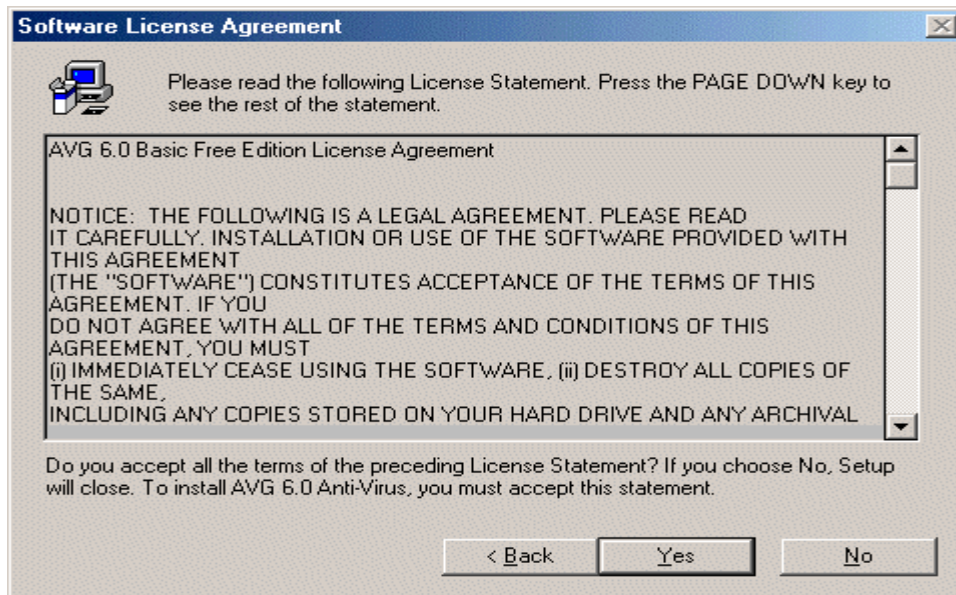 Software License Agreement
Please read the following License Statement. Press the PAGE DOWN key to
see the rest of the statement.
AVG 6.0 Basic Free Edition License Agreement
NOTICE:  THE FOLLOWING IS A LEGAL AGREEMENT. PLEASE READ
IT CAREFULLY. INSTALLATION OR USE OF THE SOFTWARE PROVIDED WITH
THIS AGREEMENT
(THE "SOFTWARE") CONSTITUTES ACCEPTANCE OF THE TERMS OF THIS
AGREEMENT. IF YOU
DO NOT AGREE WITH ALL OF THE TERMS AND CONDITIONS OF THIS
AGREEMENT, YOU MUST
(i) IMMEDIATELY CEASE USING THE SOFTWARE, (ii) DESTROY ALL COPIES OF
THE SAME,
INCLUDING ANY COPIES STORED ON YOUR HARD DRIVE AND ANY ARCHIVAL
Do you accept all the terms of the preceding License Statement? If you choose No, Setup
will close. To install AVG 6.0 Anti-Virus, you must accept this statement.
< Back
Yes
No